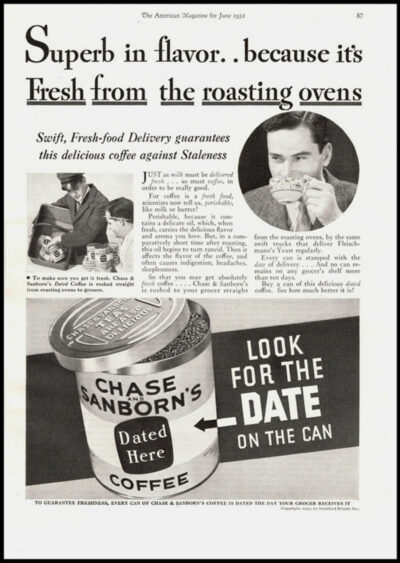 The American Magazine for June 1932
87
Superb in flavor.. because it's
Fresh from the roasting ovens
Swift, Fresh-food Delivery guarantees
this delicious coffee against Staleness
JUST as milk must be delivered
fresh . . . so must coffee, in
order to be really good.
For coffee is a fresh food,
scientists now tell us, perishable,
like milk or butter!
Perishable, because it con-
tains a delicate oil, which, when
fresh, carries the delicious flavor
and aroma you love. But, in a com-
paratively short time after roasting,
this oil begins to turn rancid. Then it
affects the flavor of the coffee, and
often causes indigestion, headaches,
sleeplessness.
So that you may get absolutely
fresh coffee . . . . Chase & Sanborn's
is rushed to your grocer straight
from the roasting ovens, by the same
swift trucks that deliver Fleisch-
mann's Yeast regularly.
Every can is stamped with the
date of delivery . . . And no can re-
mains on any grocer's shelf more
than ten days.
Buy a can of this delicious dated
coffee. See how much better it is!
● To make sure you get it fresh, Chase &
Sanborn's Dated Coffee is rushed straight
from roasting ovens to grocers.
CHASE
AND
SANBORN'S
Dated
Here
COFFEE
LOOK
FOR THE
DATE
ON THE CAN
TO GUARANTEE FRESHNESS, EVERY CAN OF CHASE & SANBORN'S COFFEE IS DATED THE DAY YOUR GROCER RECEIVES IT
Copyright, 1932, by Standard Brands Inc.